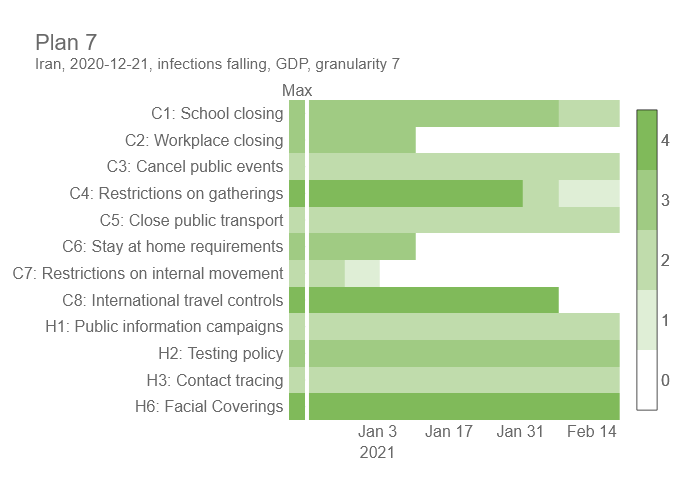 Plan 7
Iran, 2020-12-21, infections falling, GDP, granularity 7
Max
C1: School closing
C2: Workplace closing
C3: Cancel public events
C4: Restrictions on gatherings
C5: Close public transport
C6: Stay at home requirements
C7: Restrictions on internal movement
C8: International travel controls
H1: Public information campaigns
H2: Testing policy
H3: Contact tracing
H6: Facial Coverings
Jan 3 Jan 17 Jan 31 Feb 14
2021
4
3
2
1
0